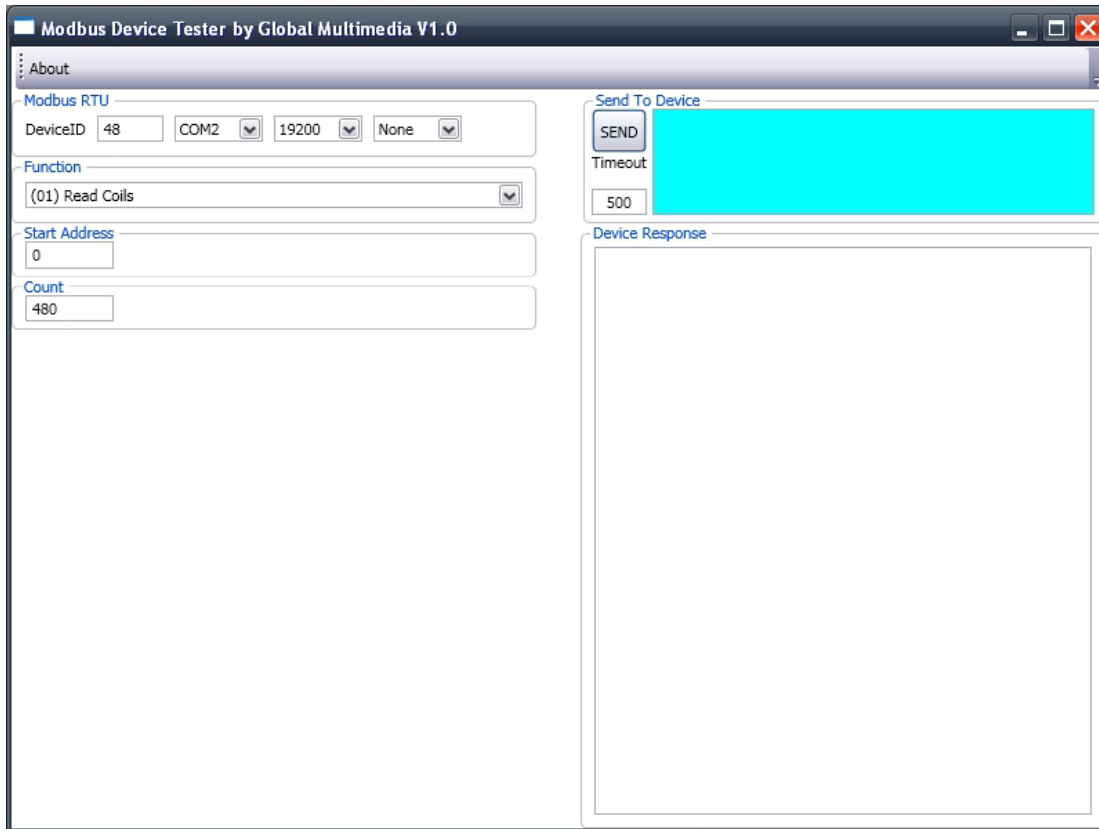 Modbus Device Tester by Global Multimedia V1.0
About
Modbus RTU
DeviceID 48 COM2 19200 None
Function
(01) Read Coils
Start Address
0
Count
480
Send To Device
SEND
Timeout
500
Device Response